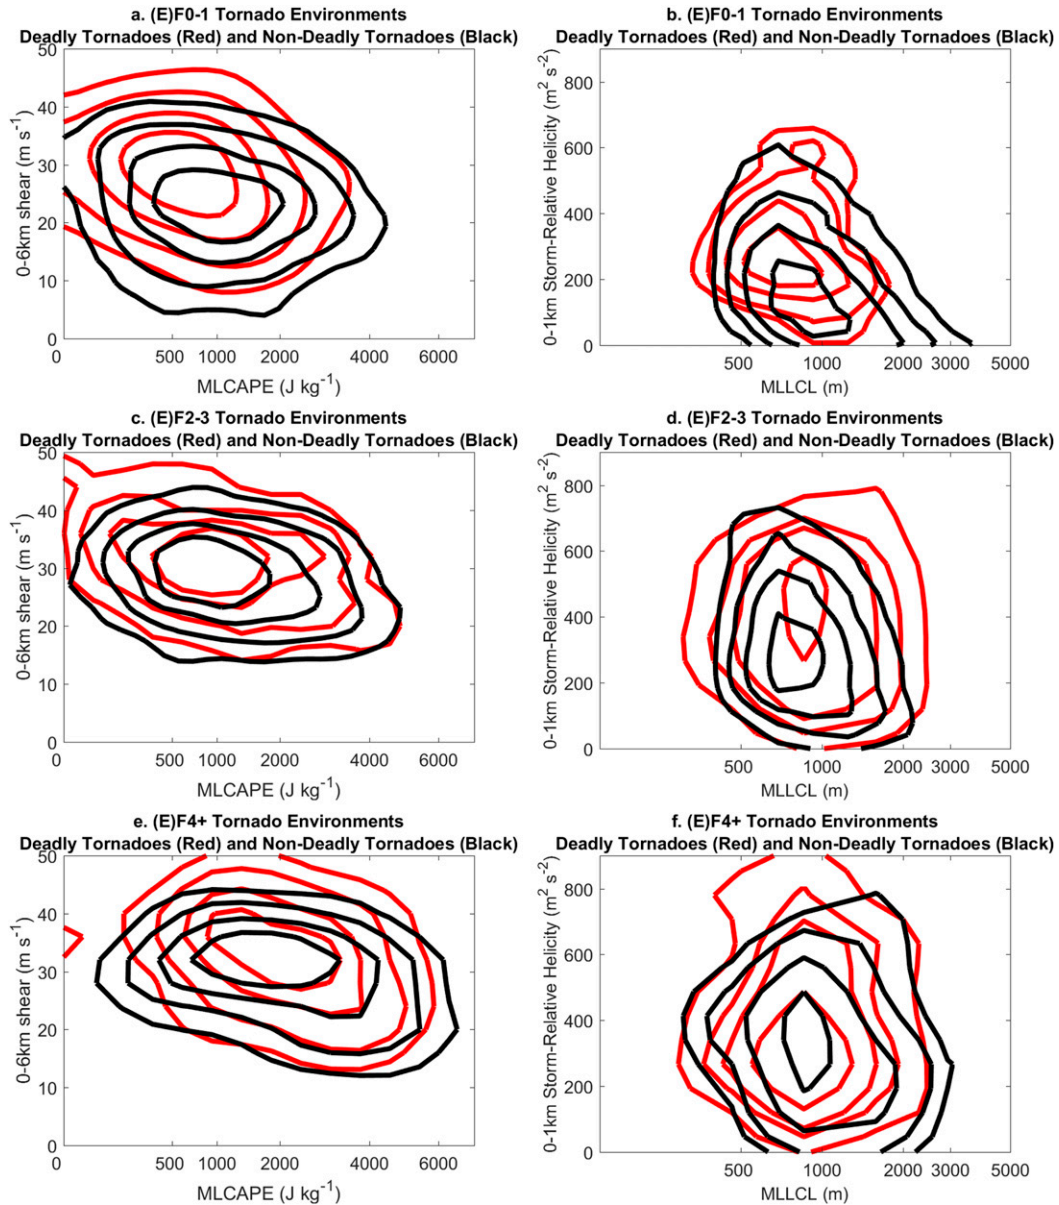 a. (E)F0-1 Tornado Environments
Deadly Tornadoes (Red) and Non-Deadly Tornadoes (Black)
50
40
30
20
10
0
0-6km shear (m s-1)
0 500 1000 2000 4000 6000
MLCAPE (J kg-1)
b. (E)F0-1 Tornado Environments
Deadly Tornadoes (Red) and Non-Deadly Tornadoes (Black)
800
600
400
200
0
0-1km Storm-Relative Helicity (m2 s-2)
500 1000 2000 3000 5000
MLLCL (m)
c. (E)F2-3 Tornado Environments
Deadly Tornadoes (Red) and Non-Deadly Tornadoes (Black)
50
40
30
20
10
0
0-6km shear (m s-1)
0 500 1000 2000 4000 6000
MLCAPE (J kg-1)
d. (E)F2-3 Tornado Environments
Deadly Tornadoes (Red) and Non-Deadly Tornadoes (Black)
800
600
400
200
0
0-1km Storm-Relative Helicity (m2 s-2)
500 1000 2000 3000 5000
MLLCL (m)
e. (E)F4+ Tornado Environments
Deadly Tornadoes (Red) and Non-Deadly Tornadoes (Black)
50
40
30
20
10
0
0-6km shear (m s-1)
0 500 1000 2000 4000 6000
MLCAPE (J kg-1)
f. (E)F4+ Tornado Environments
Deadly Tornadoes (Red) and Non-Deadly Tornadoes (Black)
800
600
400
200
0
0-1km Storm-Relative Helicity (m2 s-2)
500 1000 2000 3000 5000
MLLCL (m)